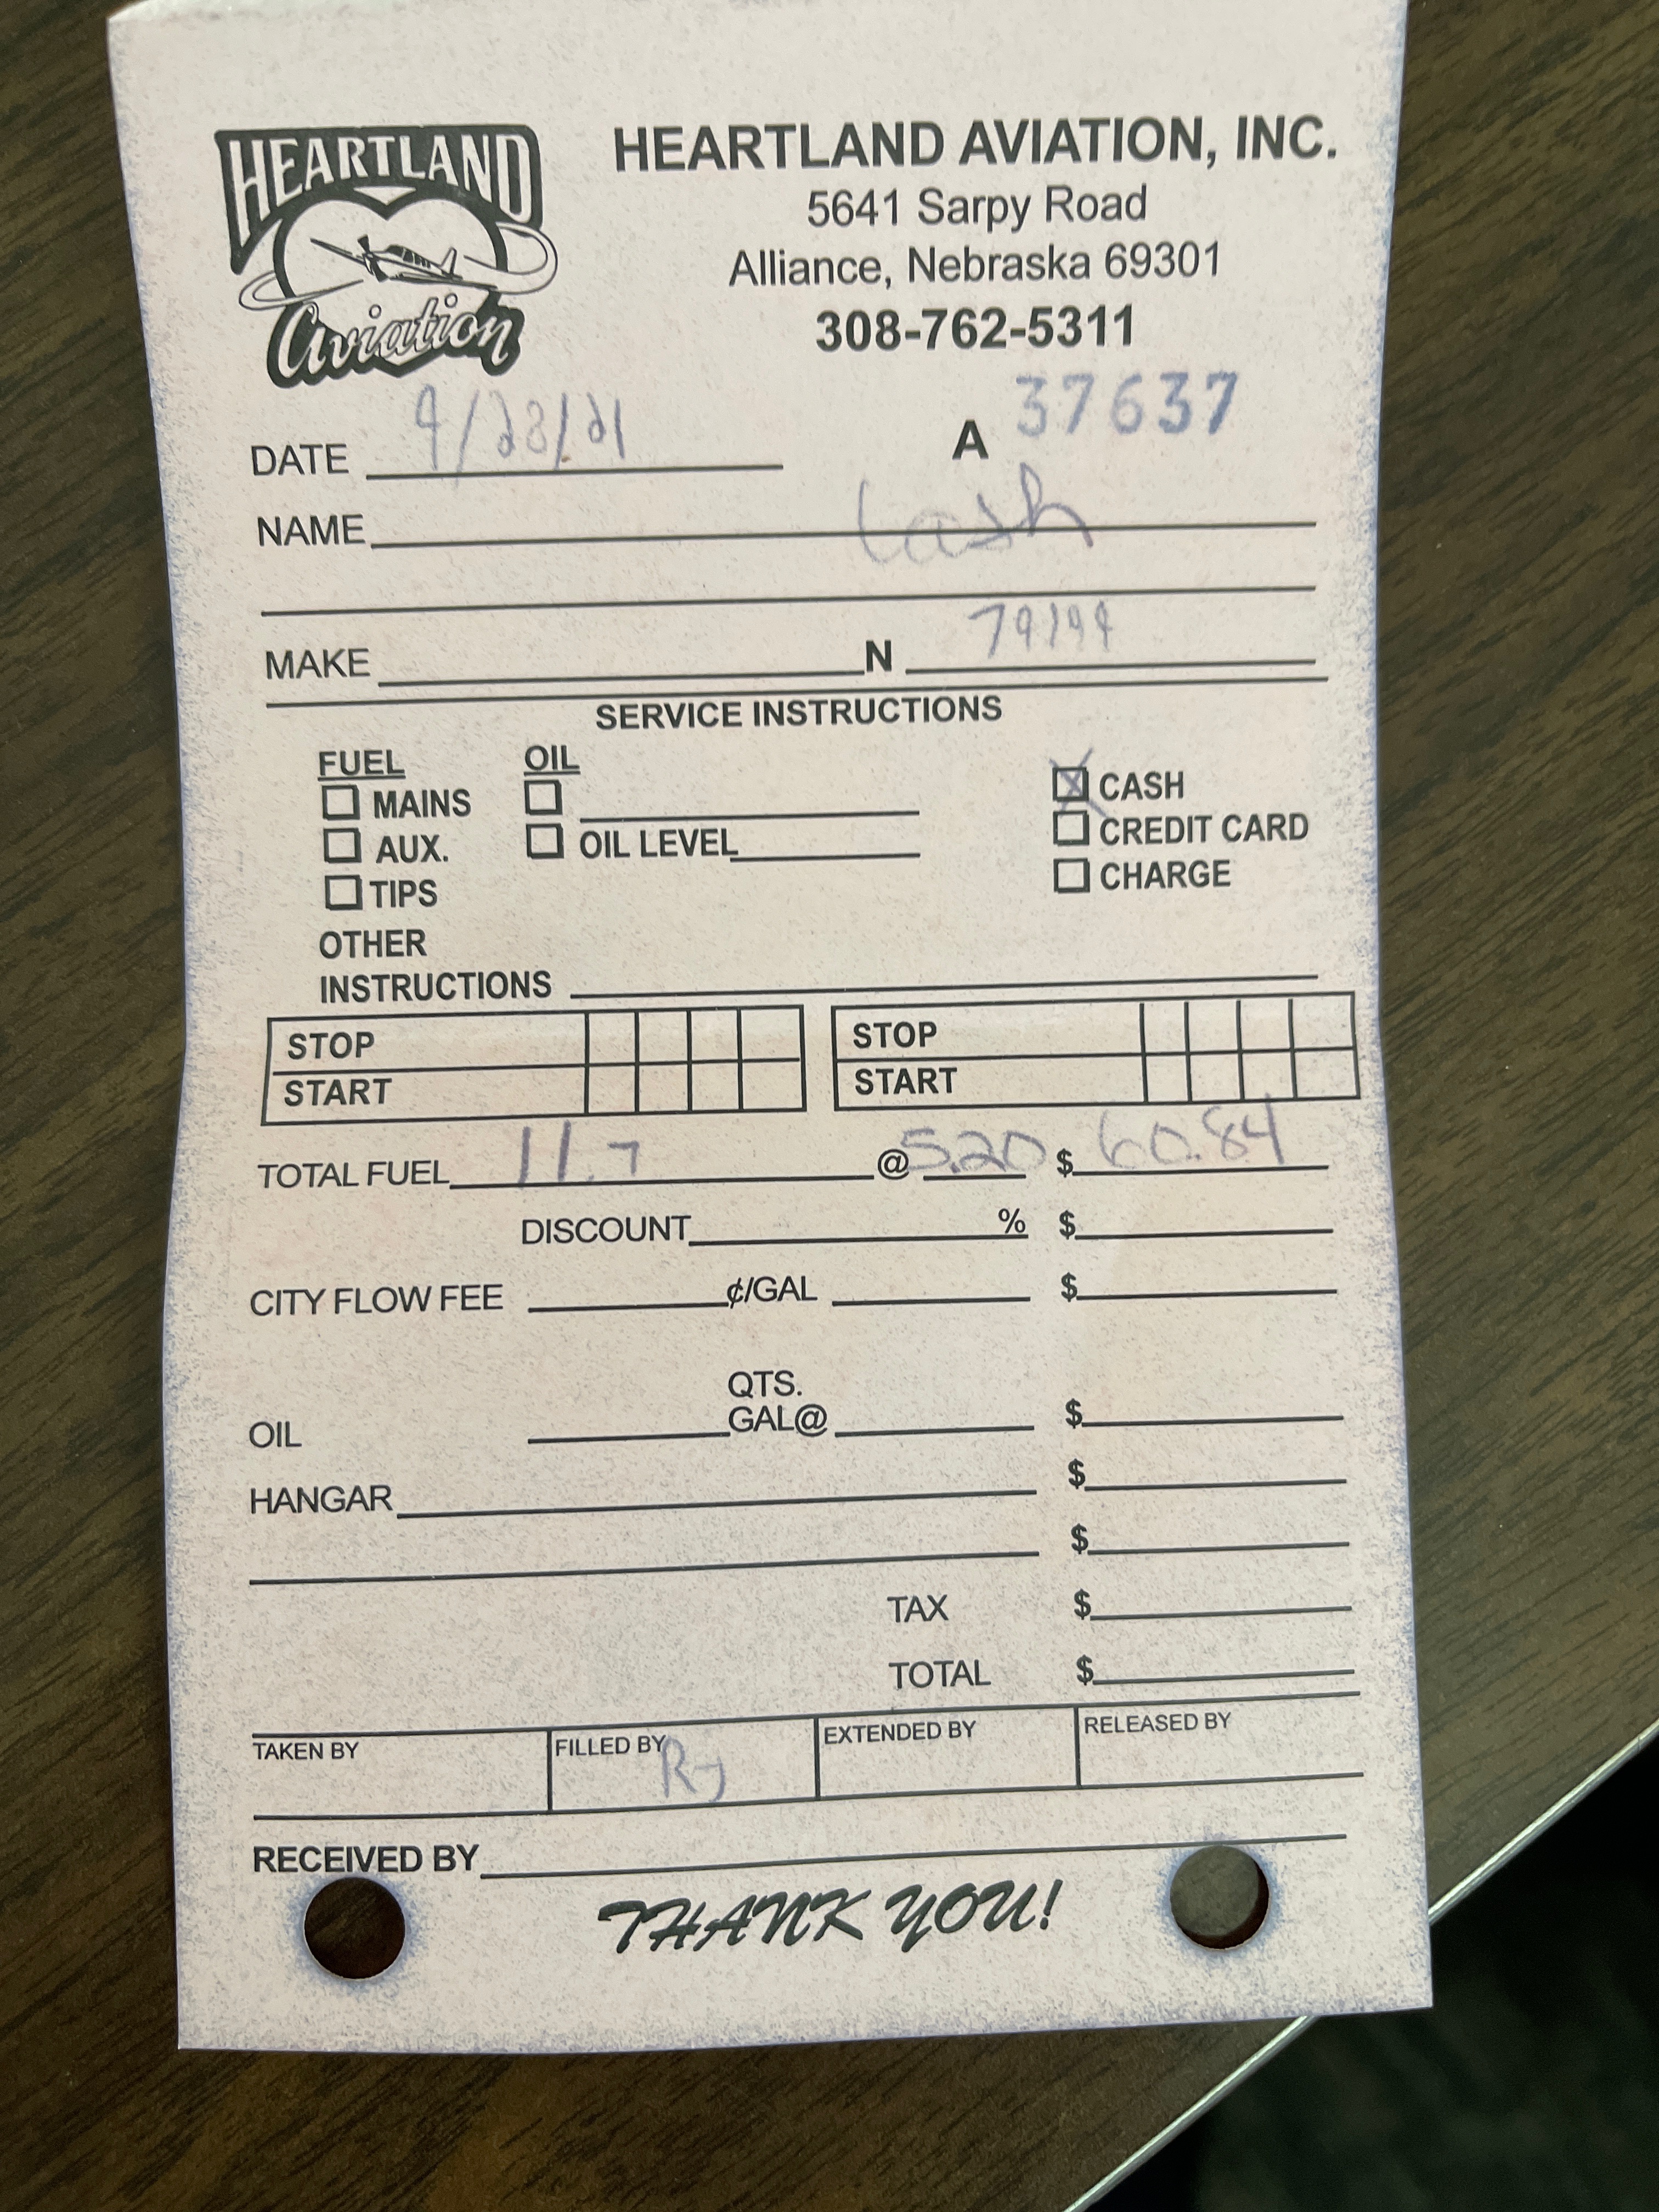 HEARTLAND
Aviation
HEARTLAND AVIATION, INC.
5641 Sarpy Road
Alliance, Nebraska 69301
308-762-5311
DATE 9/23/21 A 37637
NAME Cash
MAKE N 79194
SERVICE INSTRUCTIONS
FUEL OIL
MAINS CASH
AUX. OIL LEVEL CREDIT CARD
TIPS CHARGE
OTHER
INSTRUCTIONS
STOP STOP
START START
TOTAL FUEL 11.7 @ 5.20 $ 60.84
DISCOUNT % $
CITY FLOW FEE ¢/GAL $
QTS.
OIL GAL@ $
HANGAR $
$
TAX $
TOTAL $
TAKEN BY FILLED BY EXTENDED BY RELEASED BY
RJ
RECEIVED BY
THANK YOU!